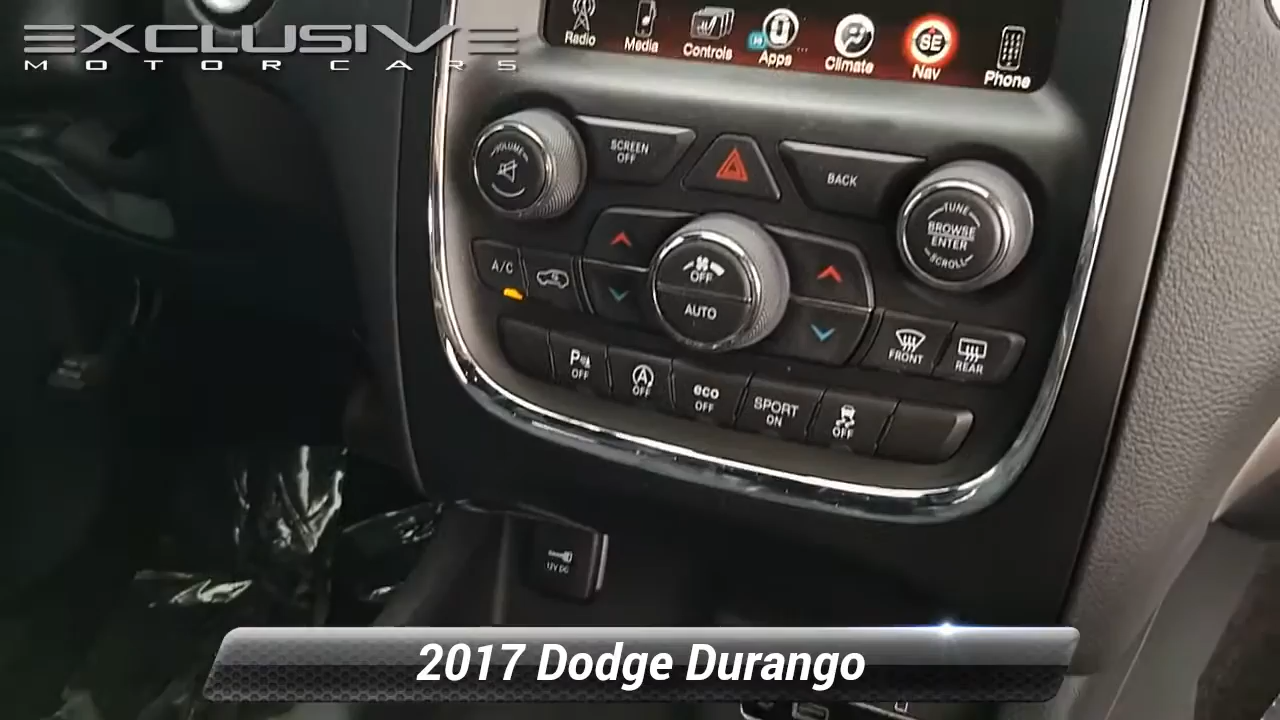 EXCLUSIVE
MOTORCARS
Radio
Media
Controls
Apps
Climate
SE
Nav
Phone
VOLUME
SCREEN
OFF
BACK
TUNE
BROWSE
ENTER
SCROLL
A/C
OFF
AUTO
FRONT
REAR
P
OFF
A
OFF
eco
OFF
SPORT
ON
OFF
2017 Dodge Durango